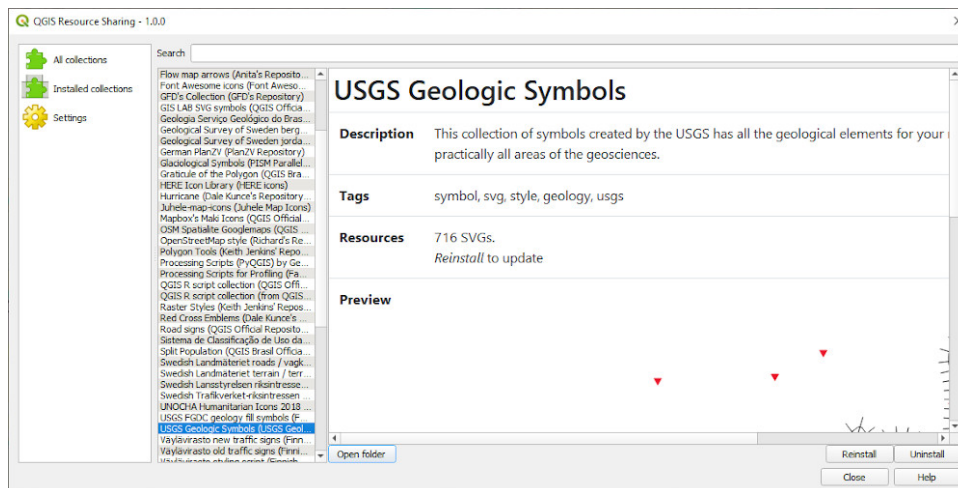 QGIS Resource Sharing - 1.0.0
All collections
Installed collections
Settings
Search
Flow map arrows (Anita's Reposito...
Font Awesome icons (Font Aweso...
GFD's Collection (GFD's Repository)
GIS LAB SVG symbols (QGIS Officia...
Geologia Serviço Geológico do Bras...
Geological Survey of Sweden berg...
Geological Survey of Sweden jorda...
German PlanZV (PlanZV Repository)
Glaciological Symbols (PISM Parallel...
Graticule of the Polygon (QGIS Bra...
HERE Icon Library (HERE icons)
Hurricane (Dale Kunce's Repository...
Juhele-map-icons (Juhele Map Icons)
Mapbox's Maki Icons (QGIS Official...
OSM Spatialite Googlemaps (QGIS...
OpenStreetMap style (Richard's Re...
Polygon Tools (Keith Jenkins' Repo...
Processing Scripts (PyQGIS) by Ge...
Processing Scripts for Profiling (Fa...
QGIS R script collection (QGIS Offi...
QGIS R script collection (from QGIS...
Raster Styles (Keith Jenkins' Repos...
Red Cross Emblems (Dale Kunce's ...
Road signs (QGIS Official Reposito...
Sistema de Classificação de Uso da...
Split Population (QGIS Brasil Officia...
Swedish Landmäteriet roads / vagk...
Swedish Landmäteriet terrain / terr...
Swedish Lansstyrelsen riksintresse...
Swedish Trafikverket-riksintressen ...
UNOCHA Humanitarian Icons 2018 ...
USGS FGDC geology fill symbols (F...
USGS Geologic Symbols (USGS Geol...
Väylävirasto new traffic signs (Finn...
Väylävirasto old traffic signs (Finni...
Väylävirasto styling script (Finnish
USGS Geologic Symbols
Description This collection of symbols created by the USGS has all the geological elements for your
practically all areas of the geosciences.
Tags symbol, svg, style, geology, usgs
Resources 716 SVGs.
Reinstall to update
Preview
Open folder
Reinstall
Uninstall
Close
Help